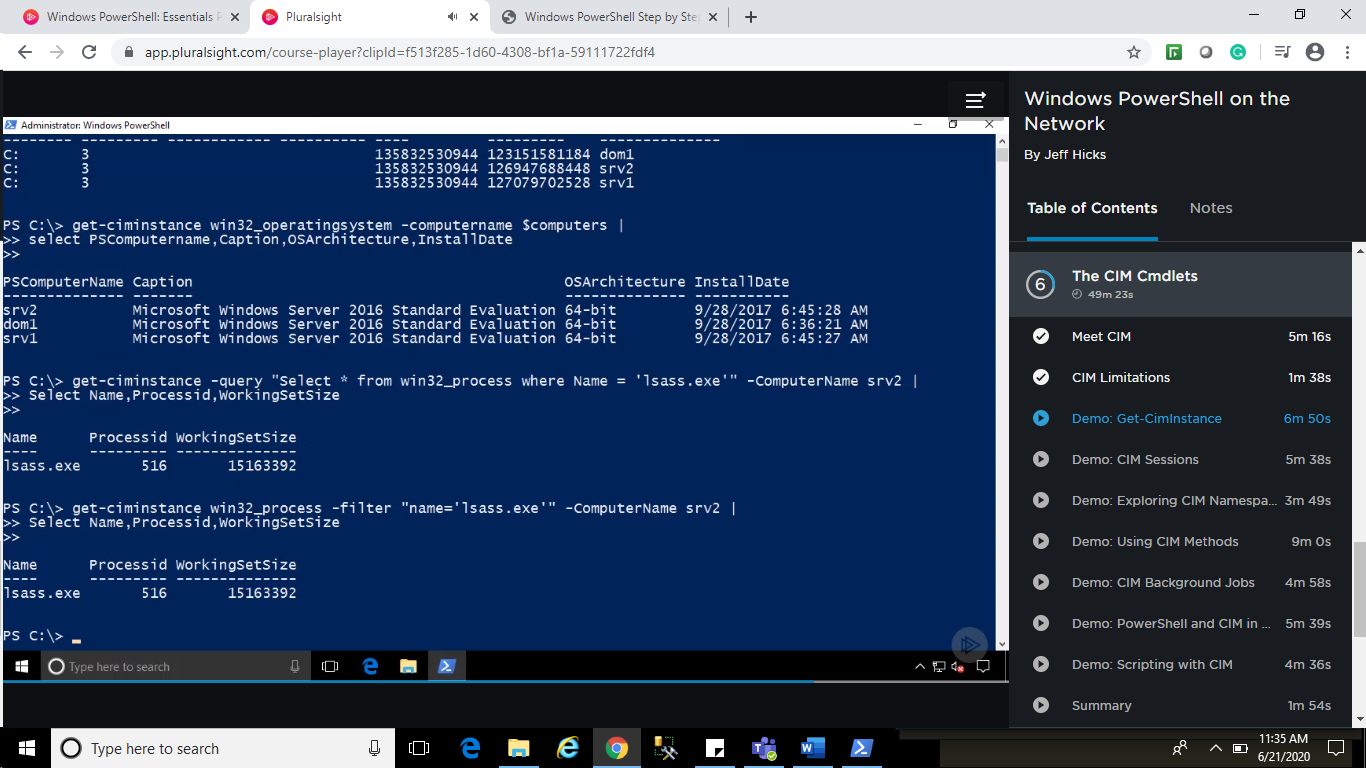 Windows PowerShell: Essentials P
Pluralsight
Windows PowerShell Step by Ste
app.pluralsight.com/course-player?clipId=f513f285-1d60-4308-bf1a-59111722fdf4
Administrator: Windows PowerShell
-------- --------- ------------ ---------- ---- --------- --------------
C: 3 135832530944 123151581184 dom1
C: 3 135832530944 126947688448 srv2
C: 3 135832530944 127079702528 srv1
PS C:\> get-ciminstance win32_operatingsystem -computername $computers |
>> select PSComputername,Caption,OSArchitecture,InstallDate
>>
PSComputerName Caption OSArchitecture InstallDate
-------------- ------- -------------- -----------
srv2 Microsoft Windows Server 2016 Standard Evaluation 64-bit 9/28/2017 6:45:28 AM
dom1 Microsoft Windows Server 2016 Standard Evaluation 64-bit 9/28/2017 6:36:21 AM
srv1 Microsoft Windows Server 2016 Standard Evaluation 64-bit 9/28/2017 6:45:27 AM
PS C:\> get-ciminstance -query "Select * from win32_process where Name = 'lsass.exe'" -ComputerName srv2 |
>> Select Name,Processid,WorkingSetSize
>>
Name Processid WorkingSetSize
---- --------- --------------
lsass.exe 516 15163392
PS C:\> get-ciminstance win32_process -filter "name='lsass.exe'" -ComputerName srv2 |
>> Select Name,Processid,WorkingSetSize
>>
Name Processid WorkingSetSize
---- --------- --------------
lsass.exe 516 15163392
PS C:\> _
Type here to search
Windows PowerShell on the
Network
By Jeff Hicks
Table of Contents
Notes
6
The CIM Cmdlets
49m 23s
Meet CIM 5m 16s
CIM Limitations 1m 38s
Demo: Get-CimInstance 6m 50s
Demo: CIM Sessions 5m 38s
Demo: Exploring CIM Namespa... 3m 49s
Demo: Using CIM Methods 9m 0s
Demo: CIM Background Jobs 4m 58s
Demo: PowerShell and CIM in ... 5m 39s
Demo: Scripting with CIM 4m 36s
Summary 1m 54s
Type here to search
11:35 AM
6/21/2020